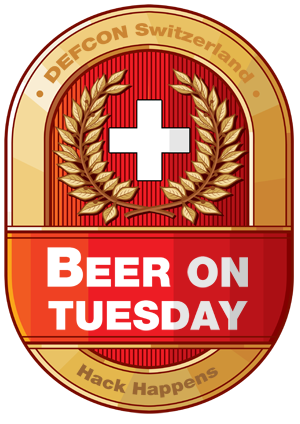 • DEFCON Switzerland •
BEER ON
TUESDAY
Hack Happens